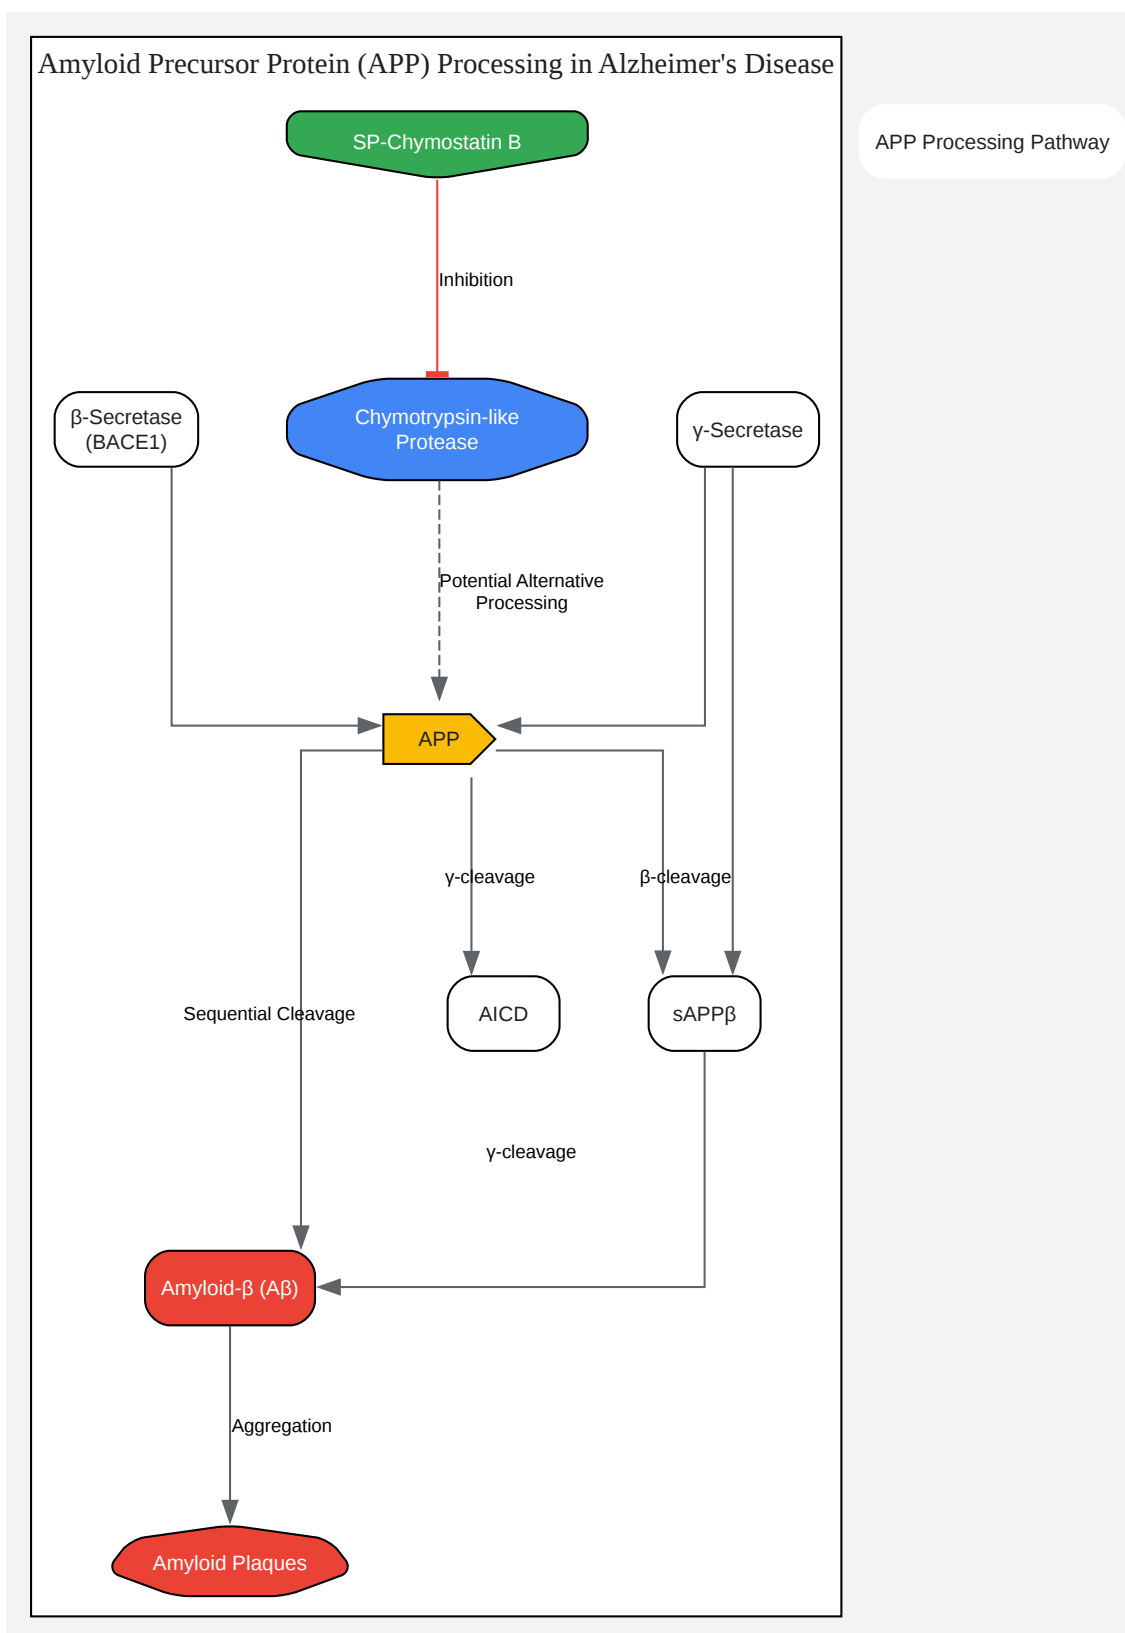 Amyloid Precursor Protein (APP) Processing in Alzheimer's Disease
SP-Chymostatin B
APP Processing Pathway
Inhibition
β-Secretase
(BACE1)
Chymotrypsin-like
Protease
γ-Secretase
Potential Alternative
Processing
APP
γ-cleavage
β-cleavage
Sequential Cleavage
AICD
sAPPβ
γ-cleavage
Amyloid-β (Aβ)
Aggregation
Amyloid Plaques